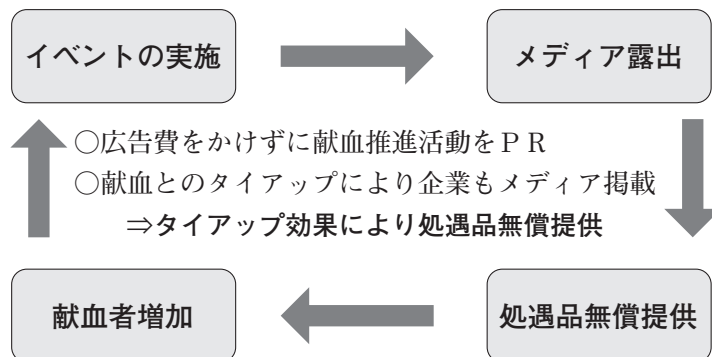 イベントの実施
メディア露出
○広告費をかけずに献血推進活動をＰＲ
○献血とのタイアップにより企業もメディア掲載
⇒タイアップ効果により処遇品無償提供
献血者増加
処遇品無償提供